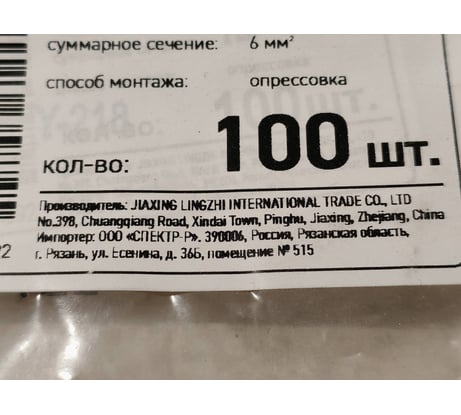 суммарное сечение: 6 мм²
способ монтажа: опрессовка
кол-во: 100 шт.
Производитель: JIAXING LINGZHI INTERNATIONAL TRADE CO., LTD
No.398, Chuangqiang Road, Xindai Town, Pinghu, Jiaxing, Zhejiang, China
Импортер: ООО «СПЕКТР-Р». 390006, Россия, Рязанская область,
г. Рязань, ул. Есенина, д. 36Б, помещение № 515